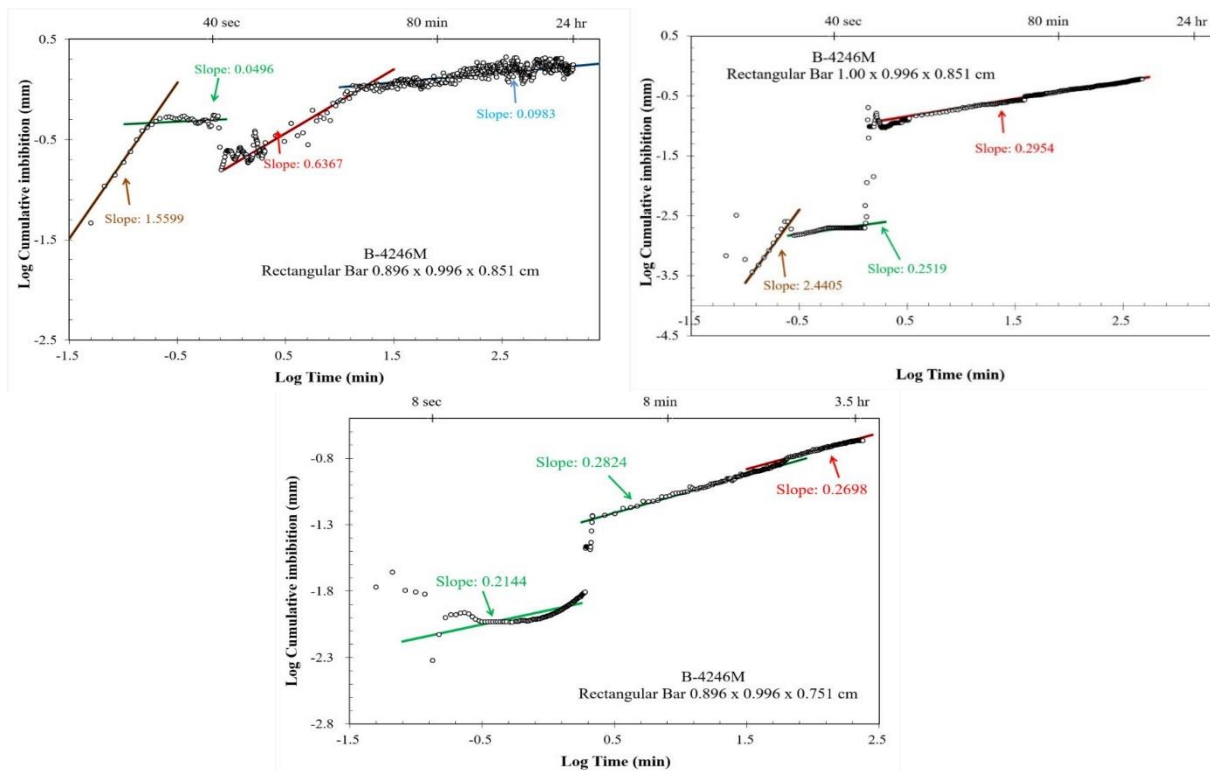 40 sec 80 min 24 hr
0.5
-0.5
-1.5
-2.5
Log Cumulative imbibition (mm)
Slope: 0.0496
Slope: 0.0983
Slope: 0.6367
Slope: 1.5599
B-4246M
Rectangular Bar 0.896 x 0.996 x 0.851 cm
-1.5 -0.5 0.5 1.5 2.5
Log Time (min)
40 sec 80 min 24 hr
0.5
-0.5
-1.5
-2.5
-3.5
-4.5
Log Cumulative imbibition (mm)
B-4246M
Rectangular Bar 1.00 x 0.996 x 0.851 cm
Slope: 0.2954
Slope: 0.2519
Slope: 2.4405
-1.5 -0.5 0.5 1.5 2.5
Log Time (min)
8 sec 8 min 3.5 hr
-0.8
-1.3
-1.8
-2.3
-2.8
Log Cumulative imbibition (mm)
Slope: 0.2824
Slope: 0.2698
Slope: 0.2144
B-4246M
Rectangular Bar 0.896 x 0.996 x 0.751 cm
-1.5 -0.5 0.5 1.5 2.5
Log Time (min)